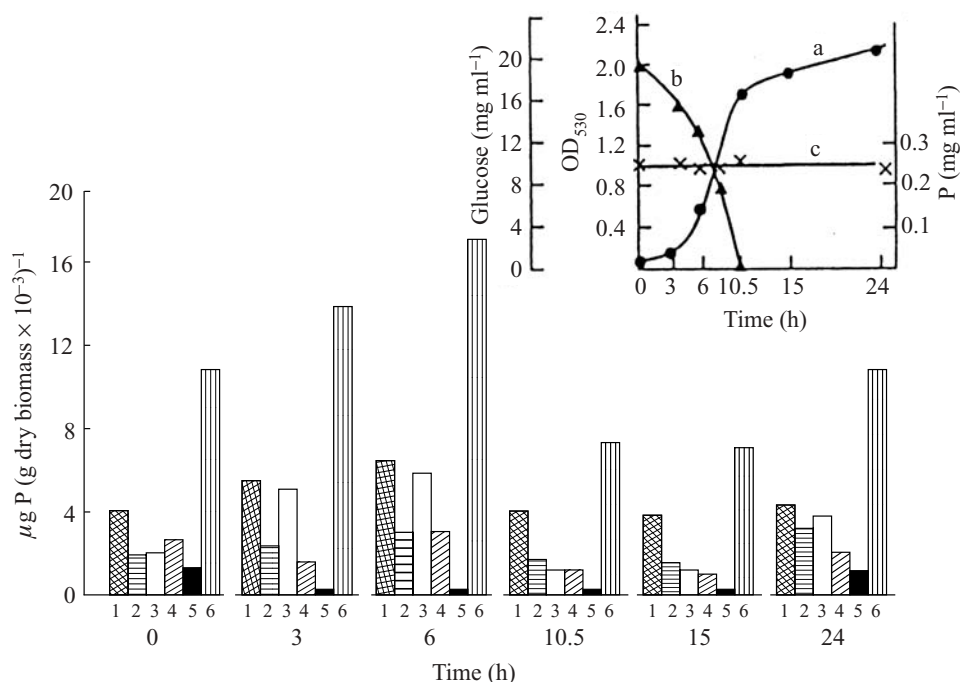 Glucose (mg ml⁻¹)
20
16
12
8
4
0
OD₅₃₀
2.4
2.0
1.6
1.2
0.8
0.4
a
b
c
P (mg ml⁻¹)
0.3
0.2
0.1
0 3 6 10.5 15 24
Time (h)
μg P (g dry biomass × 10⁻³)⁻¹
20
16
12
8
4
0
1 2 3 4 5 6 1 2 3 4 5 6 1 2 3 4 5 6 1 2 3 4 5 6 1 2 3 4 5 6 1 2 3 4 5 6
0 3 6 10.5 15 24
Time (h)